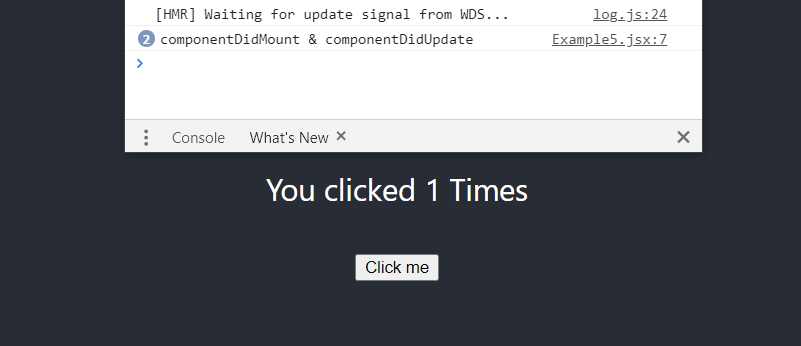 [HMR] Waiting for update signal from WDS... log.js:24
2 componentDidMount & componentDidUpdate Example5.jsx:7
>
Console What's New ×
You clicked 1 Times
Click me